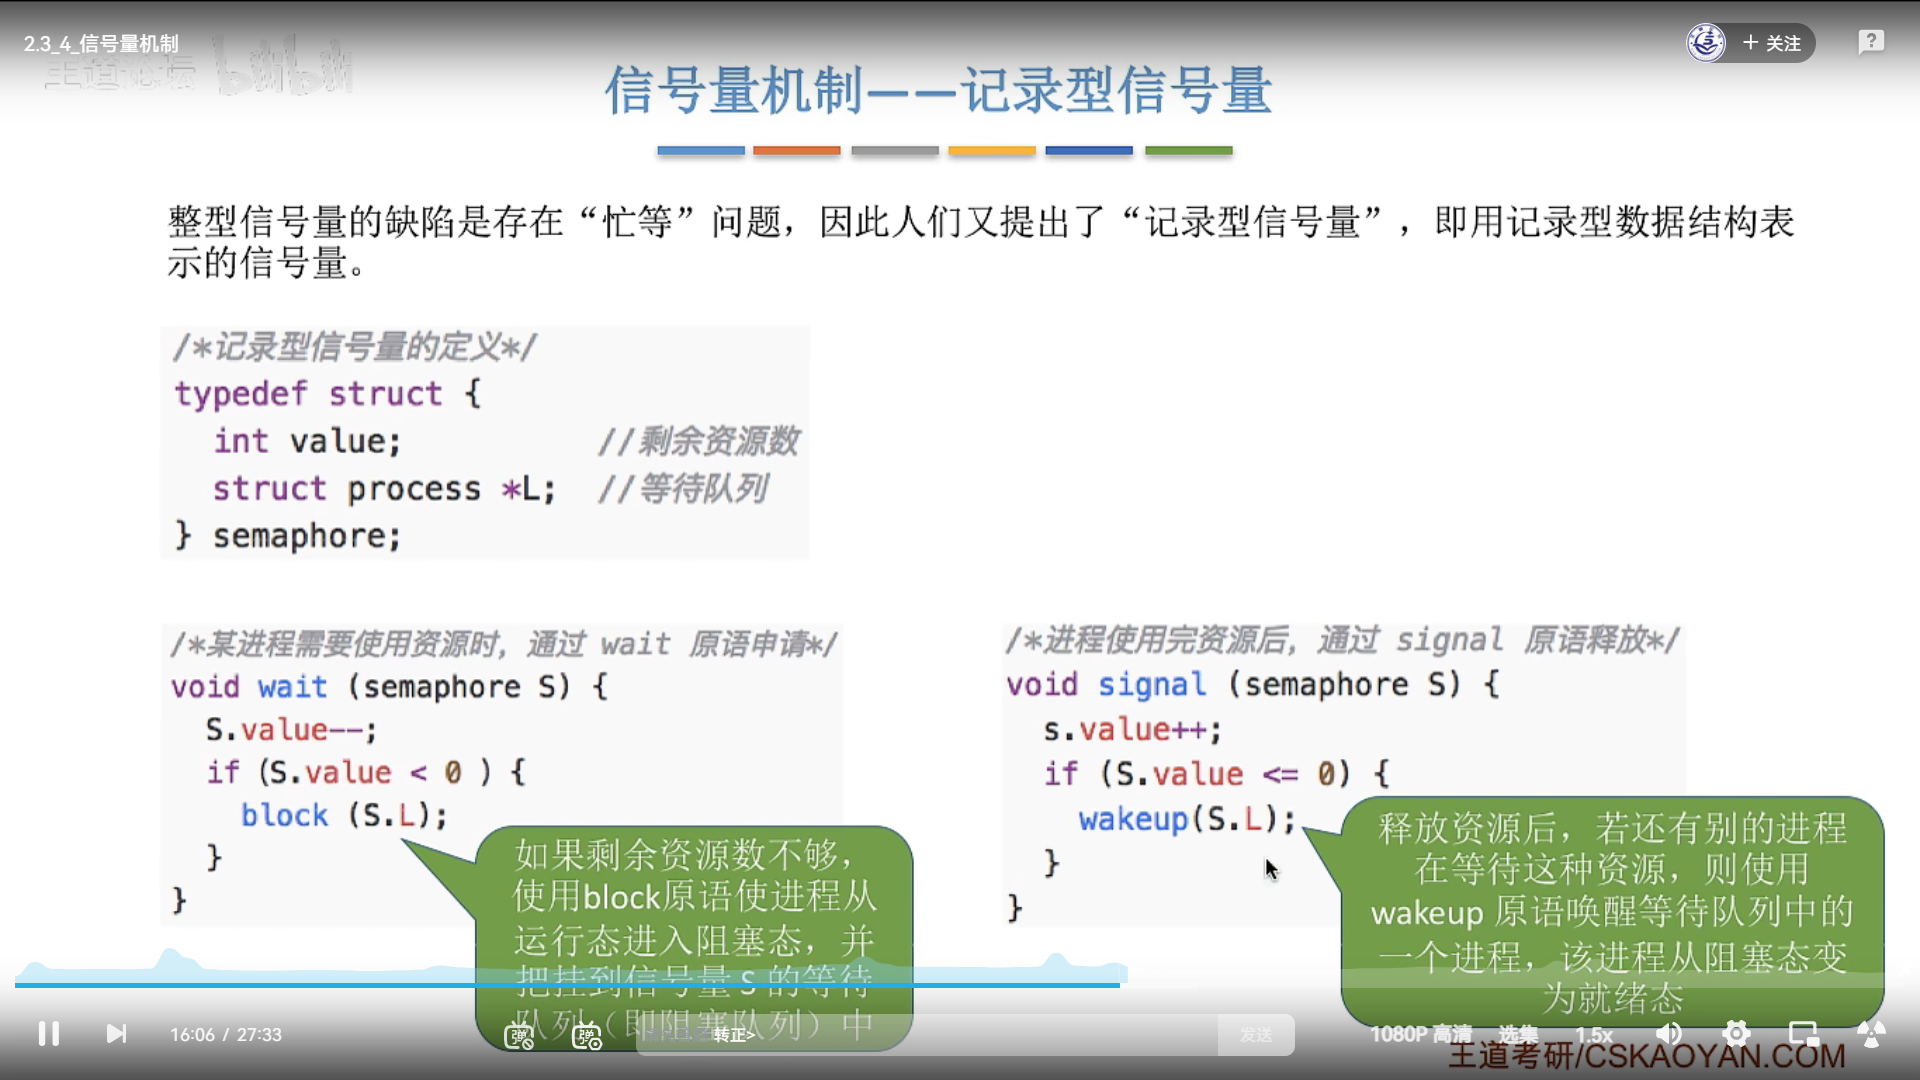 2.3_4_信号量机制
+ 关注
王道论坛 bilibili
信号量机制——记录型信号量
整型信号量的缺陷是存在“忙等”问题，因此人们又提出了“记录型信号量”，即用记录型数据结构表
示的信号量。
/*记录型信号量的定义*/
typedef struct {
int value; //剩余资源数
struct process *L; //等待队列
} semaphore;
/*某进程需要使用资源时，通过 wait 原语申请*/
void wait (semaphore S) {
S.value--;
if (S.value < 0 ) {
block (S.L);
}
}
如果剩余资源数不够，
使用block原语使进程从
运行态进入阻塞态，并
把挂到信号量 S 的等待
队列（即阻塞队列）中
/*进程使用完资源后，通过 signal 原语释放*/
void signal (semaphore S) {
s.value++;
if (S.value <= 0) {
wakeup(S.L);
}
}
释放资源后，若还有别的进程
在等待这种资源，则使用
wakeup 原语唤醒等待队列中的
一个进程，该进程从阻塞态变
为就绪态
16:06 / 27:33
弹
弹
转正>
发送
1080P 高清
选集
1.5x
王道考研/CSKAOYAN.COM